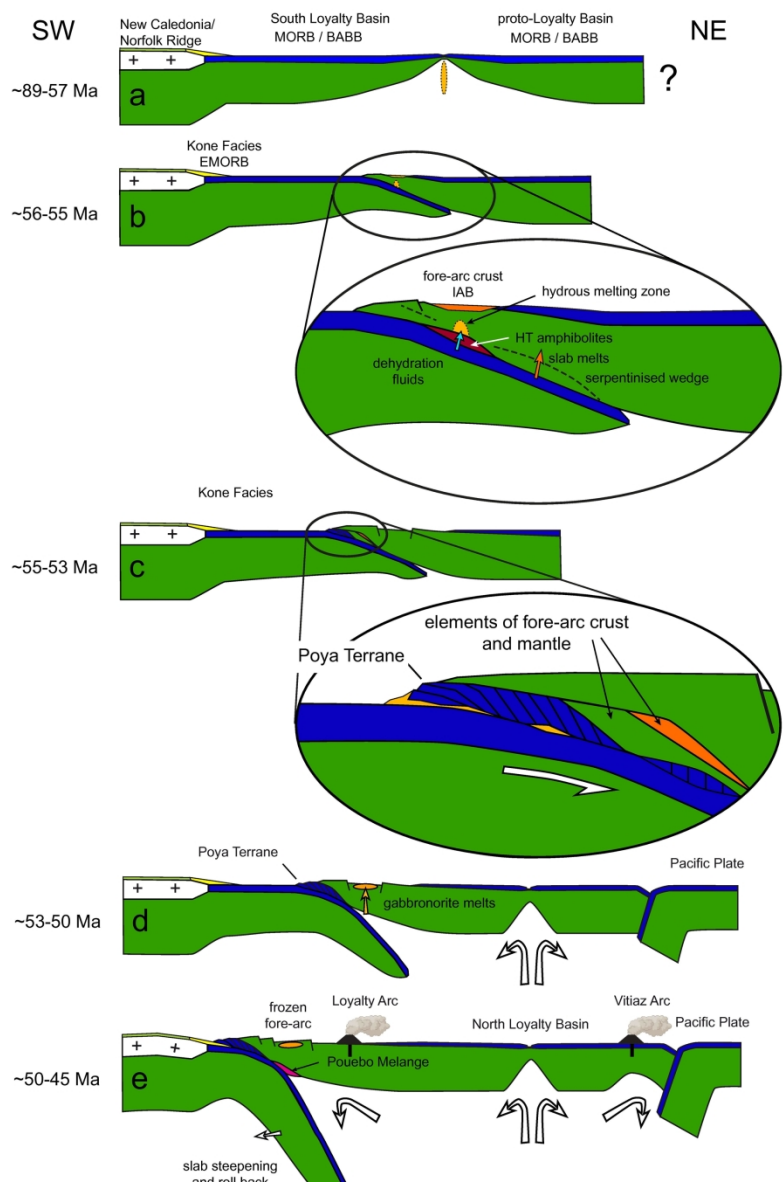 SW
New Caledonia/
Norfolk Ridge
South Loyalty Basin
MORB / BABB
proto-Loyalty Basin
MORB / BABB
NE
+ +
~89-57 Ma
a
?
Kone Facies
EMORB
+ +
~56-55 Ma
b
fore-arc crust
IAB
hydrous melting zone
HT amphibolites
slab melts
dehydration
fluids
serpentinised wedge
Kone Facies
+ +
~55-53 Ma
c
elements of fore-arc crust
and mantle
Poya Terrane
Poya Terrane
Pacific Plate
+ +
gabbronorite melts
~53-50 Ma
d
frozen
fore-arc
Loyalty Arc
North Loyalty Basin
Vitiaz Arc
Pacific Plate
+ +
Pouebo Melange
~50-45 Ma
e
slab steepening
and roll back